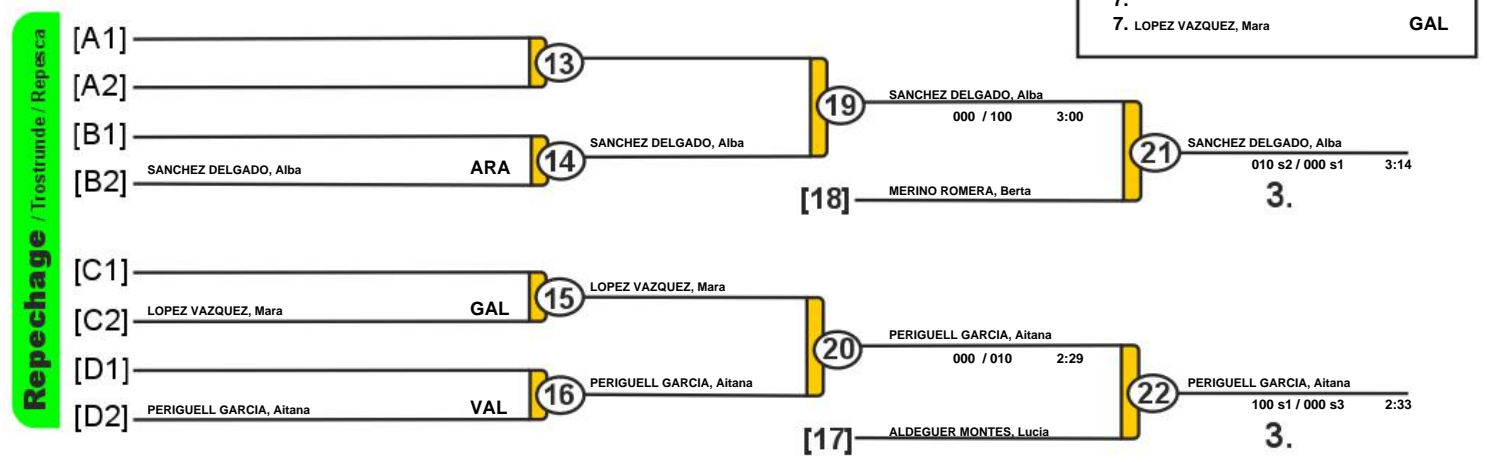 7.
7. LOPEZ VAZQUEZ, Mara GAL
Repechage / Trostrunde / Repesca
[A1]
13
[A2]
19
SANCHEZ DELGADO, Alba
000 / 100 3:00
[B1]
14
SANCHEZ DELGADO, Alba
21
SANCHEZ DELGADO, Alba
010 s2 / 000 s1 3:14
3.
[B2] SANCHEZ DELGADO, Alba ARA
[18] MERINO ROMERA, Berta
[C1]
15
LOPEZ VAZQUEZ, Mara
[C2] LOPEZ VAZQUEZ, Mara GAL
20
PERIGUELL GARCIA, Aitana
000 / 010 2:29
[D1]
16
PERIGUELL GARCIA, Aitana
22
PERIGUELL GARCIA, Aitana
100 s1 / 000 s3 2:33
3.
[D2] PERIGUELL GARCIA, Aitana VAL
[17] ALDEGUER MONTES, Lucia